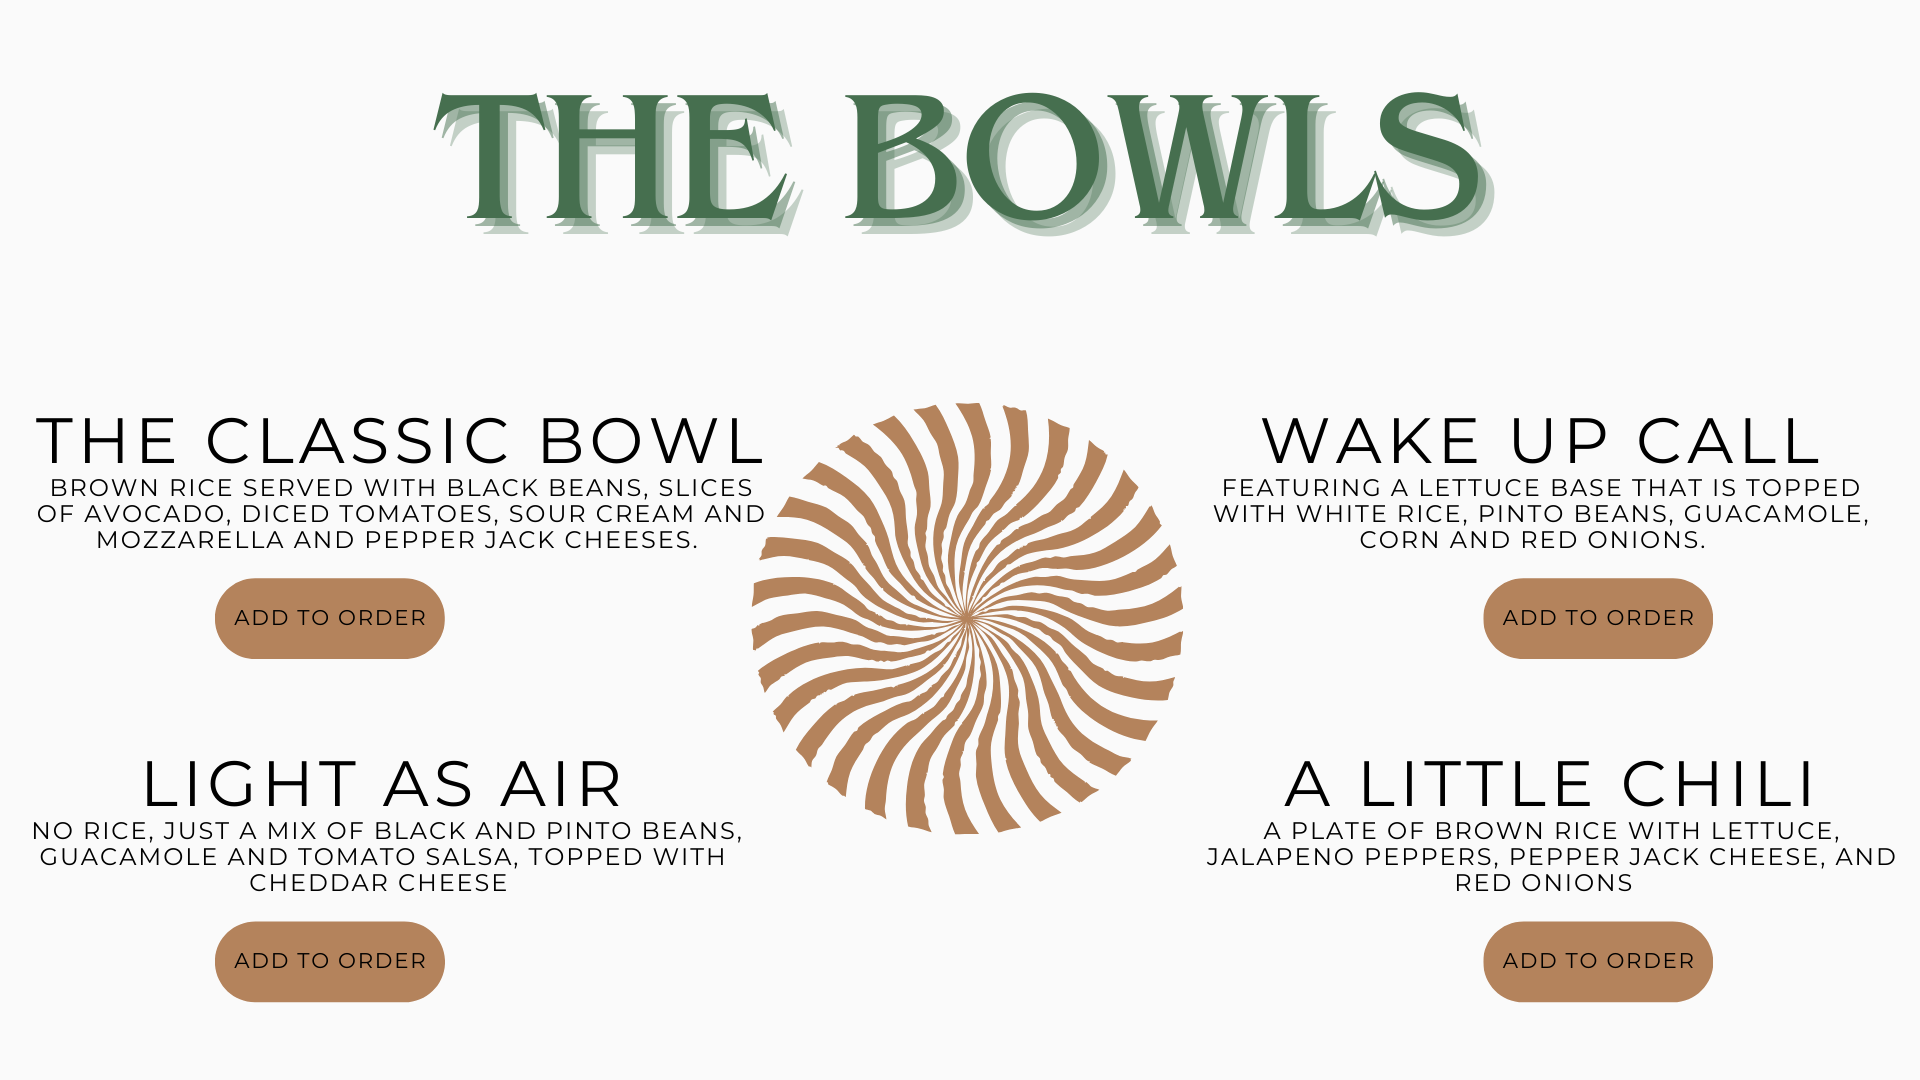 THE BOWLS
THE CLASSIC BOWL
BROWN RICE SERVED WITH BLACK BEANS, SLICES
OF AVOCADO, DICED TOMATOES, SOUR CREAM AND
MOZZARELLA AND PEPPER JACK CHEESES.
ADD TO ORDER
WAKE UP CALL
FEATURING A LETTUCE BASE THAT IS TOPPED
WITH WHITE RICE, PINTO BEANS, GUACAMOLE,
CORN AND RED ONIONS.
ADD TO ORDER
LIGHT AS AIR
NO RICE, JUST A MIX OF BLACK AND PINTO BEANS,
GUACAMOLE AND TOMATO SALSA, TOPPED WITH
CHEDDAR CHEESE
ADD TO ORDER
A LITTLE CHILI
A PLATE OF BROWN RICE WITH LETTUCE,
JALAPENO PEPPERS, PEPPER JACK CHEESE, AND
RED ONIONS
ADD TO ORDER